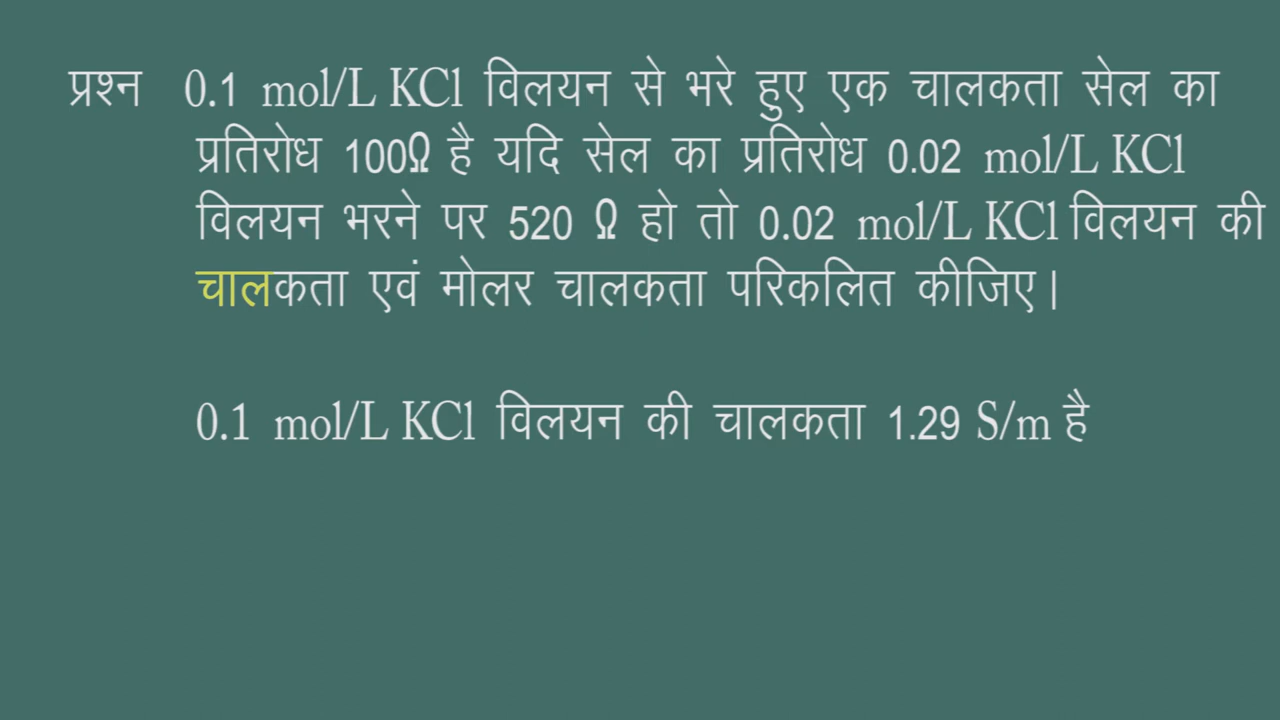 प्रश्न 0.1 mol/L KCl विलयन से भरे हुए एक चालकता सेल का
प्रतिरोध 100Ω है यदि सेल का प्रतिरोध 0.02 mol/L KCl
विलयन भरने पर 520 Ω हो तो 0.02 mol/L KCl विलयन की
चालकता एवं मोलर चालकता परिकलित कीजिए।
0.1 mol/L KCl विलयन की चालकता 1.29 S/m है